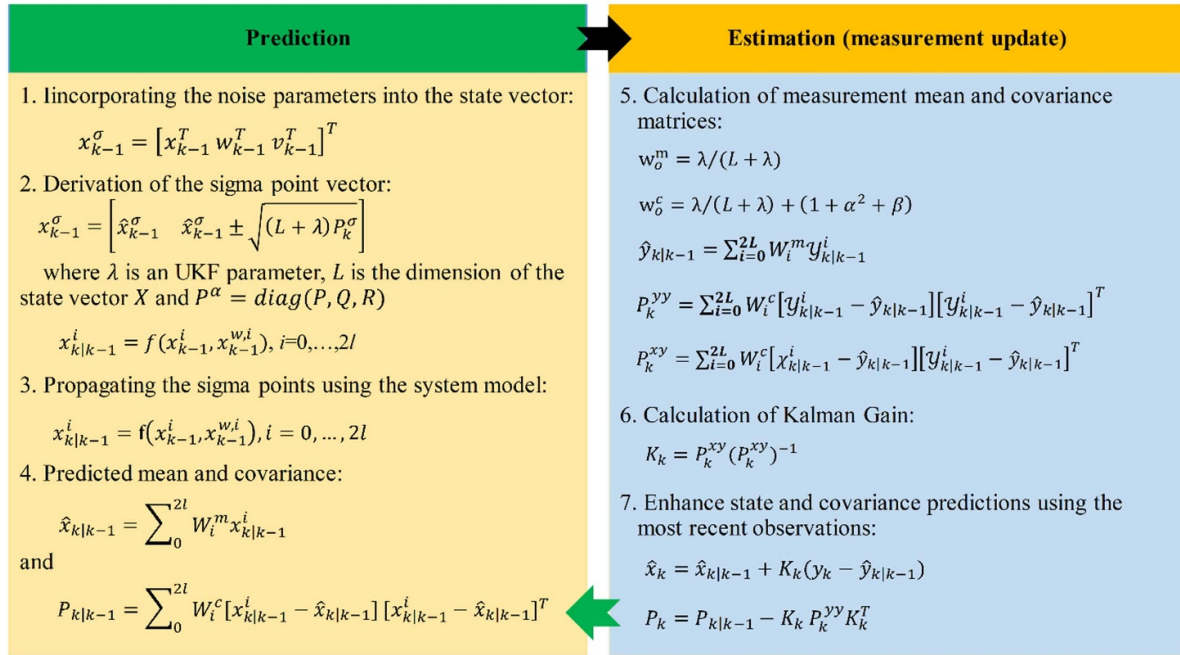 Prediction
1. Iincorporating the noise parameters into the state vector:
x^σ_{k−1} = [x^T_{k−1} w^T_{k−1} v^T_{k−1}]^T
2. Derivation of the sigma point vector:
x^σ_{k−1} = [x̂^σ_{k−1} x̂^σ_{k−1} ± √((L + λ)P^σ_k)]
where λ is an UKF parameter, L is the dimension of the
state vector X and P^α = diag(P, Q, R)
x^i_{k|k−1} = f(x^i_{k−1}, x^{w,i}_{k−1}), i=0,…,2l
3. Propagating the sigma points using the system model:
x^i_{k|k−1} = f(x^i_{k−1}, x^{w,i}_{k−1}), i = 0, … , 2l
4. Predicted mean and covariance:
x̂_{k|k−1} = ∑_0^{2l} W^m_i x^i_{k|k−1}
and
P_{k|k−1} = ∑_0^{2l} W^c_i [x^i_{k|k−1} − x̂_{k|k−1}] [x^i_{k|k−1} − x̂_{k|k−1}]^T
Estimation (measurement update)
5. Calculation of measurement mean and covariance
matrices:
w^m_o = λ/(L + λ)
w^c_o = λ/(L + λ) + (1 + α² + β)
ŷ_{k|k−1} = ∑_{i=0}^{2L} W^m_i 𝒴^i_{k|k−1}
P^{yy}_k = ∑_{i=0}^{2L} W^c_i [𝒴^i_{k|k−1} − ŷ_{k|k−1}][𝒴^i_{k|k−1} − ŷ_{k|k−1}]^T
P^{xy}_k = ∑_{i=0}^{2L} W^c_i [χ^i_{k|k−1} − ŷ_{k|k−1}][𝒴^i_{k|k−1} − ŷ_{k|k−1}]^T
6. Calculation of Kalman Gain:
K_k = P^{xy}_k (P^{xy}_k)^{−1}
7. Enhance state and covariance predictions using the
most recent observations:
x̂_k = x̂_{k|k−1} + K_k(y_k − ŷ_{k|k−1})
P_k = P_{k|k−1} − K_k P^{yy}_k K^T_k